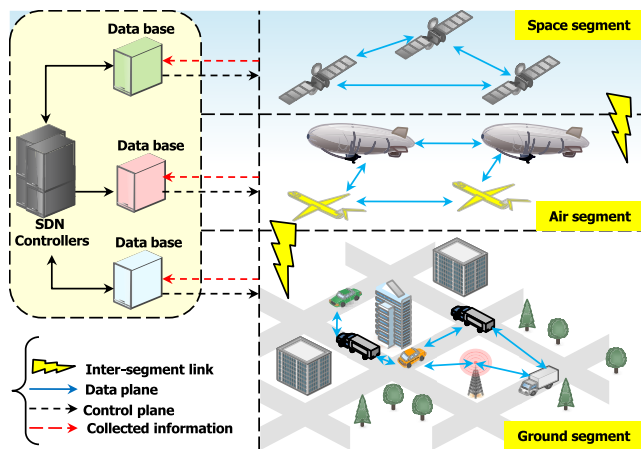 Data base
Space segment
Data base
SDN
Controllers
Air segment
Data base
Inter-segment link
Data plane
Control plane
Collected information
Ground segment